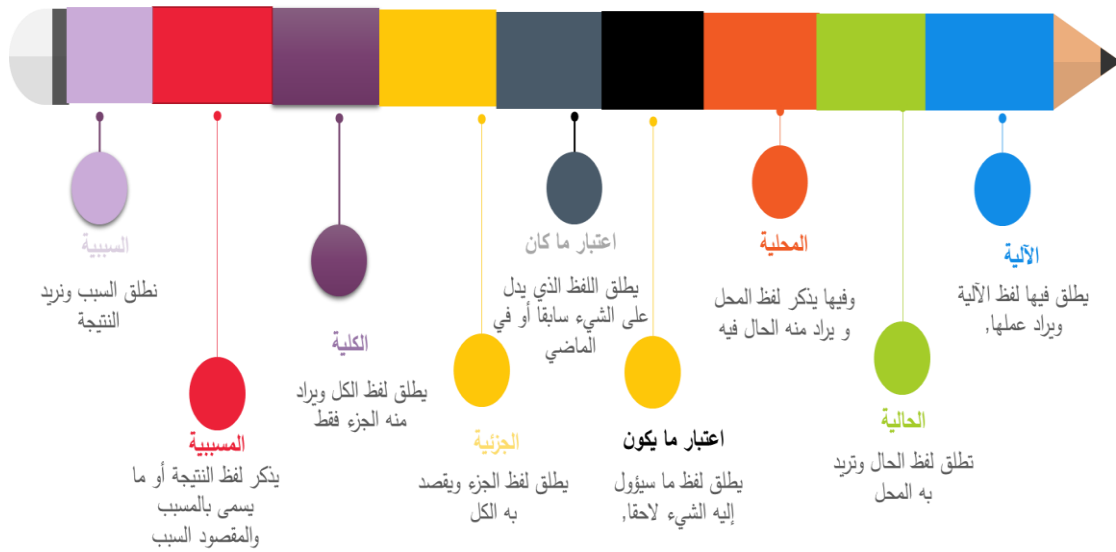 الآلية
يطلق فيها لفظ الآلية
ويراد عملها,
الحالية
تطلق لفظ الحال وتريد
به المحل
المحلية
وفيها يذكر لفظ المحل
و يراد منه الحال فيه
اعتبار ما يكون
يطلق لفظ ما سيؤول
إليه الشيء لاحقا,
اعتبار ما كان
يطلق اللفظ الذي يدل
على الشيء سابقا أو في
الماضي
الجزئية
يطلق لفظ الجزء ويقصد
به الكل
الكلية
يطلق لفظ الكل ويراد
منه الجزء فقط
المسببية
يذكر لفظ النتيجة أو ما
يسمى بالمسبب
والمقصود السبب
السببية
نطلق السبب ونريد
النتيجة